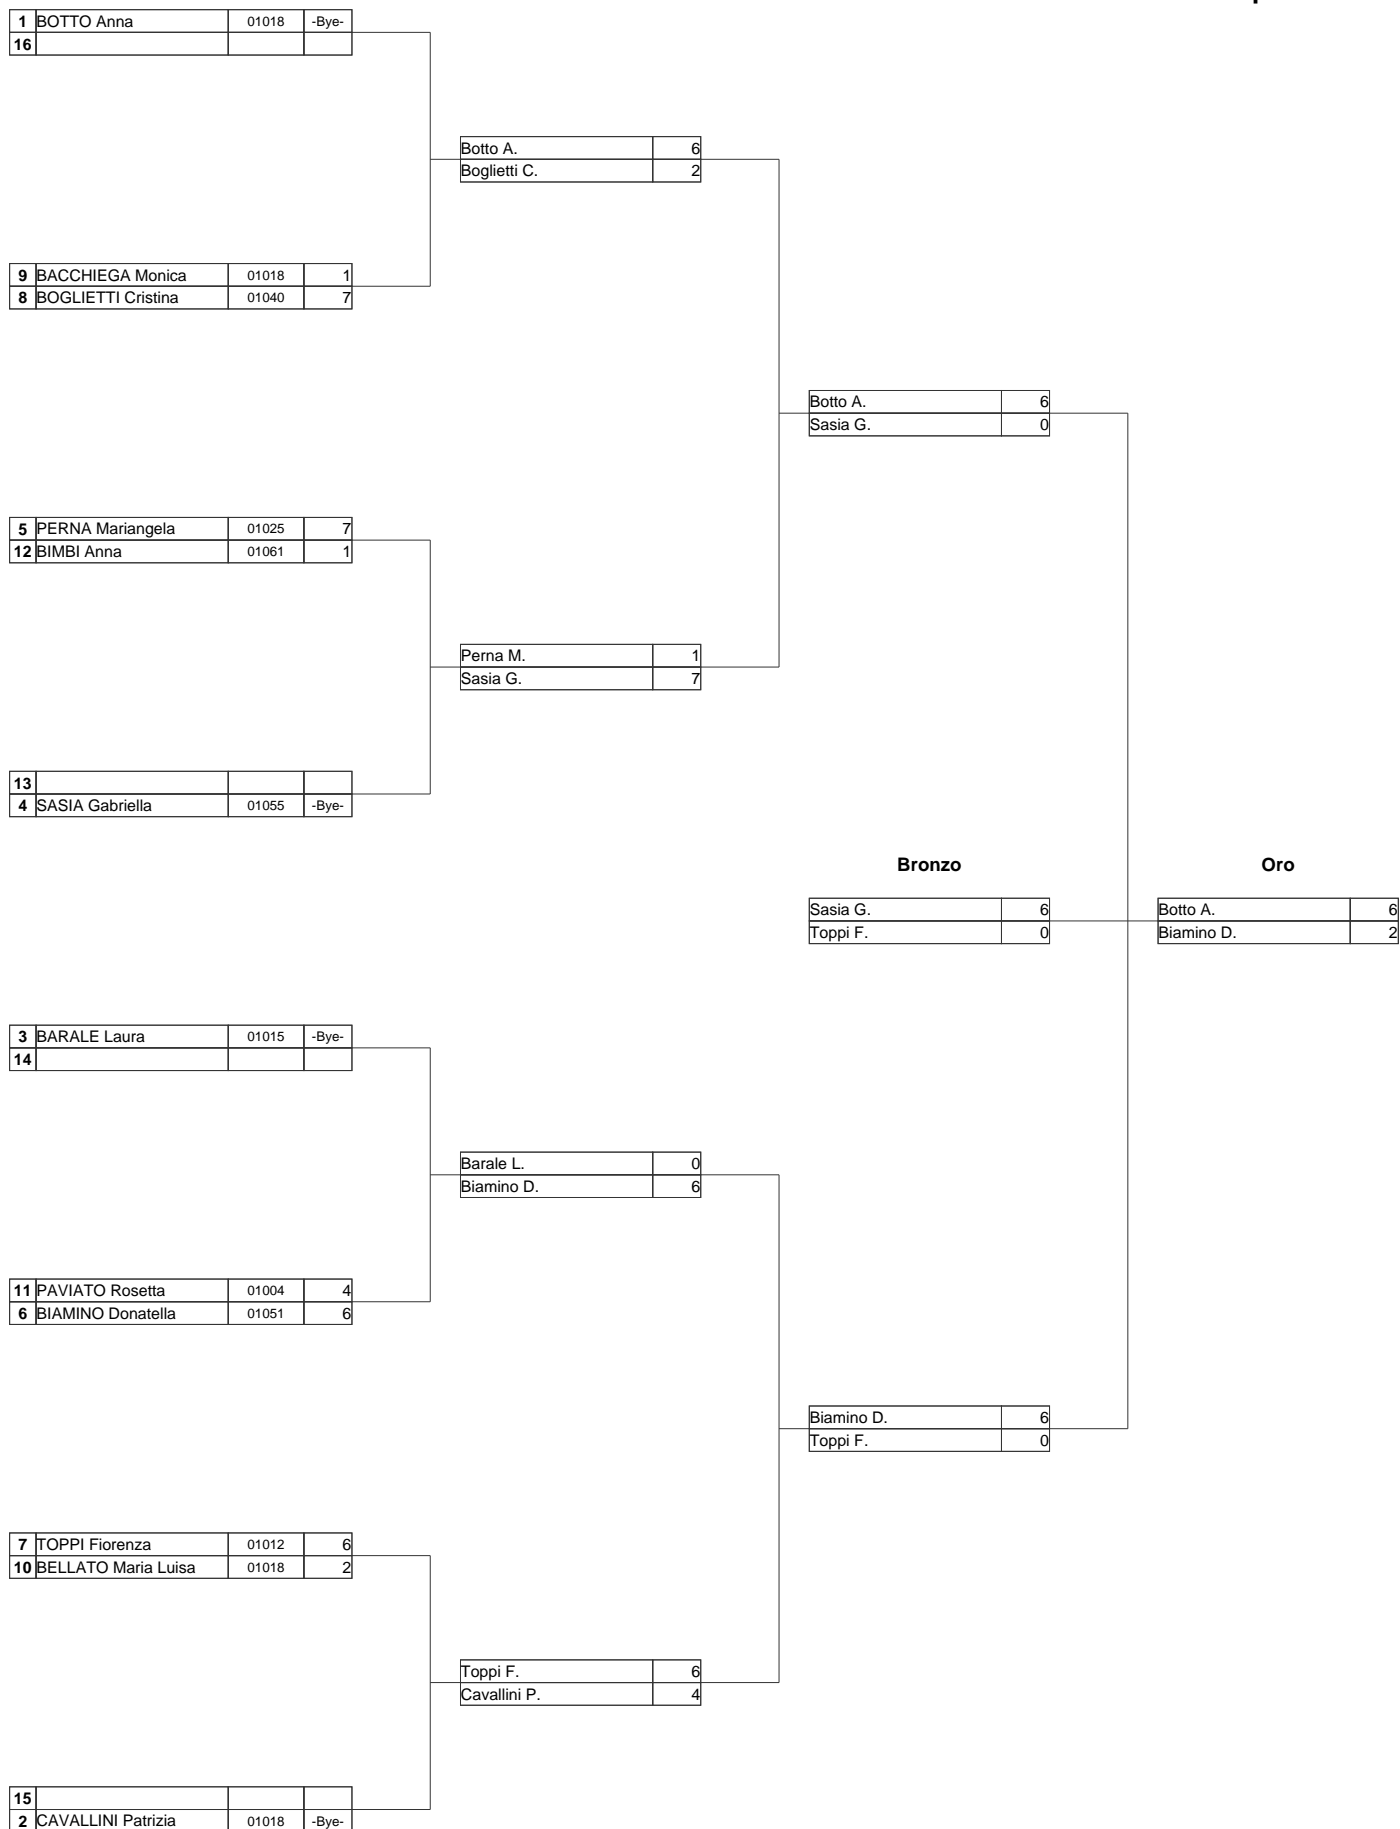 1 BOTTO Anna 01018 -Bye-
16
Botto A. 6
Boglietti C. 2
9 BACCHIEGA Monica 01018 1
8 BOGLIETTI Cristina 01040 7
Botto A. 6
Sasia G. 0
5 PERNA Mariangela 01025 7
12 BIMBI Anna 01061 1
Perna M. 1
Sasia G. 7
13
4 SASIA Gabriella 01055 -Bye-
Bronzo Oro
Sasia G. 6 Botto A. 6
Toppi F. 0 Biamino D. 2
3 BARALE Laura 01015 -Bye-
14
Barale L. 0
Biamino D. 6
11 PAVIATO Rosetta 01004 4
6 BIAMINO Donatella 01051 6
Biamino D. 6
Toppi F. 0
7 TOPPI Fiorenza 01012 6
10 BELLATO Maria Luisa 01018 2
Toppi F. 6
Cavallini P. 4
15
2 CAVALLINI Patrizia 01018 -Bye-